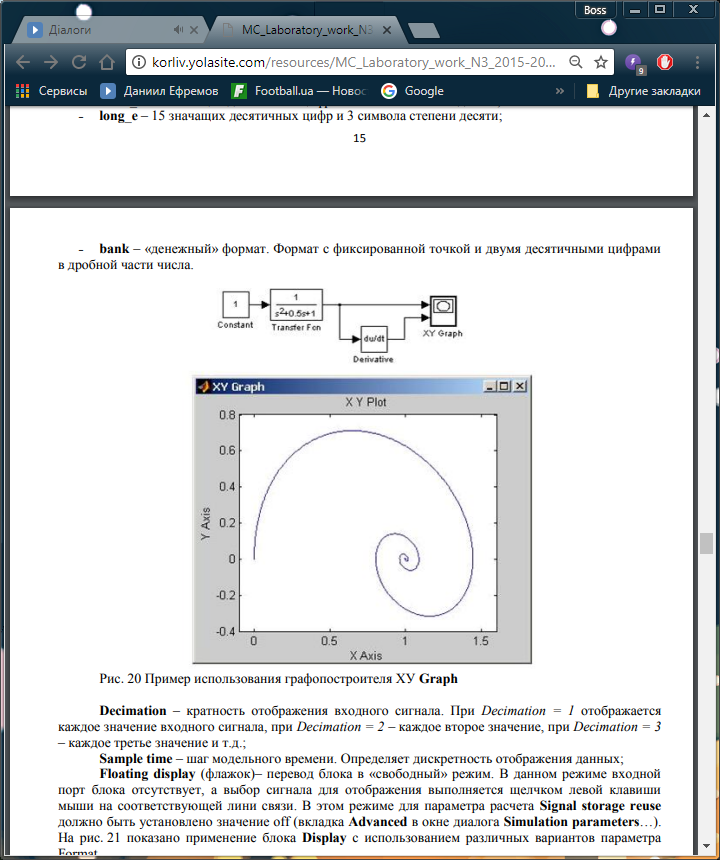 Boss
Діалоги
MC_Laboratory_work_N3
korliv.yolasite.com/resources/MC_Laboratory_work_N3_2015-20...
9
Сервисы
Даниил Ефремов
Football.ua — Новос
Google
»
Другие закладки
- long_e – 15 значащих десятичных цифр и 3 символа степени десяти;
15
- bank – «денежный» формат. Формат с фиксированной точкой и двумя десятичными цифрами
в дробной части числа.
1
Constant
1
s2+0.5s+1
Transfer Fcn
du/dt
Derivative
XY Graph
XY Graph
X Y Plot
0.8
0.6
0.4
0.2
0
-0.2
-0.4
Y Axis
0
0.5
1
1.5
X Axis
Рис. 20 Пример использования графопостроителя ХУ Graph
Decimation – кратность отображения входного сигнала. При Decimation = 1 отображается
каждое значение входного сигнала, при Decimation = 2 – каждое второе значение, при Decimation = 3
– каждое третье значение и т.д.;
Sample time – шаг модельного времени. Определяет дискретность отображения данных;
Floating display (флажок)– перевод блока в «свободный» режим. В данном режиме входной
порт блока отсутствует, а выбор сигнала для отображения выполняется щелчком левой клавиши
мыши на соответствующей лини связи. В этом режиме для параметра расчета Signal storage reuse
должно быть установлено значение off (вкладка Advanced в окне диалога Simulation parameters…).
На рис. 21 показано применение блока Display с использованием различных вариантов параметра
Format